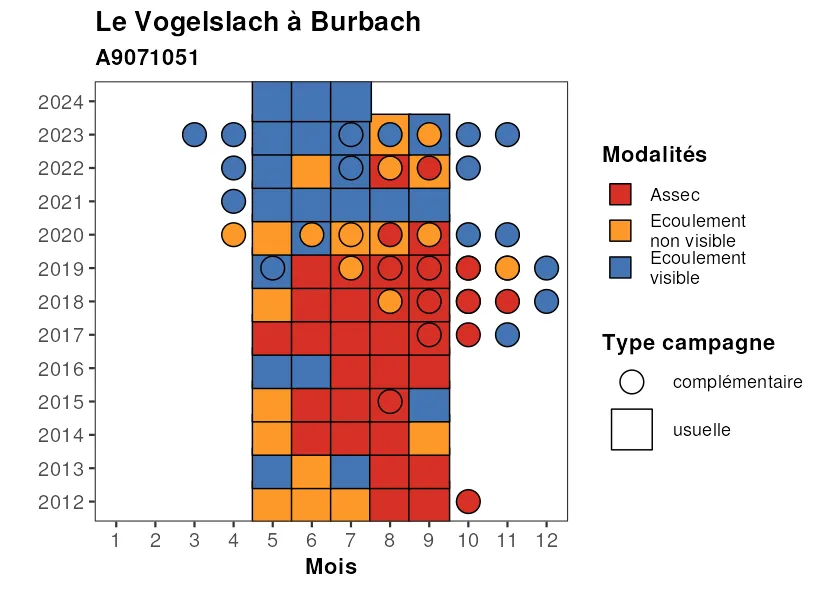 Le Vogelslach à Burbach
A9071051
2024
2023
2022
2021
2020
2019
2018
2017
2016
2015
2014
2013
2012
1 2 3 4 5 6 7 8 9 10 11 12
Mois
Modalités
Assec
Ecoulement
non visible
Ecoulement
visible
Type campagne
complémentaire
usuelle